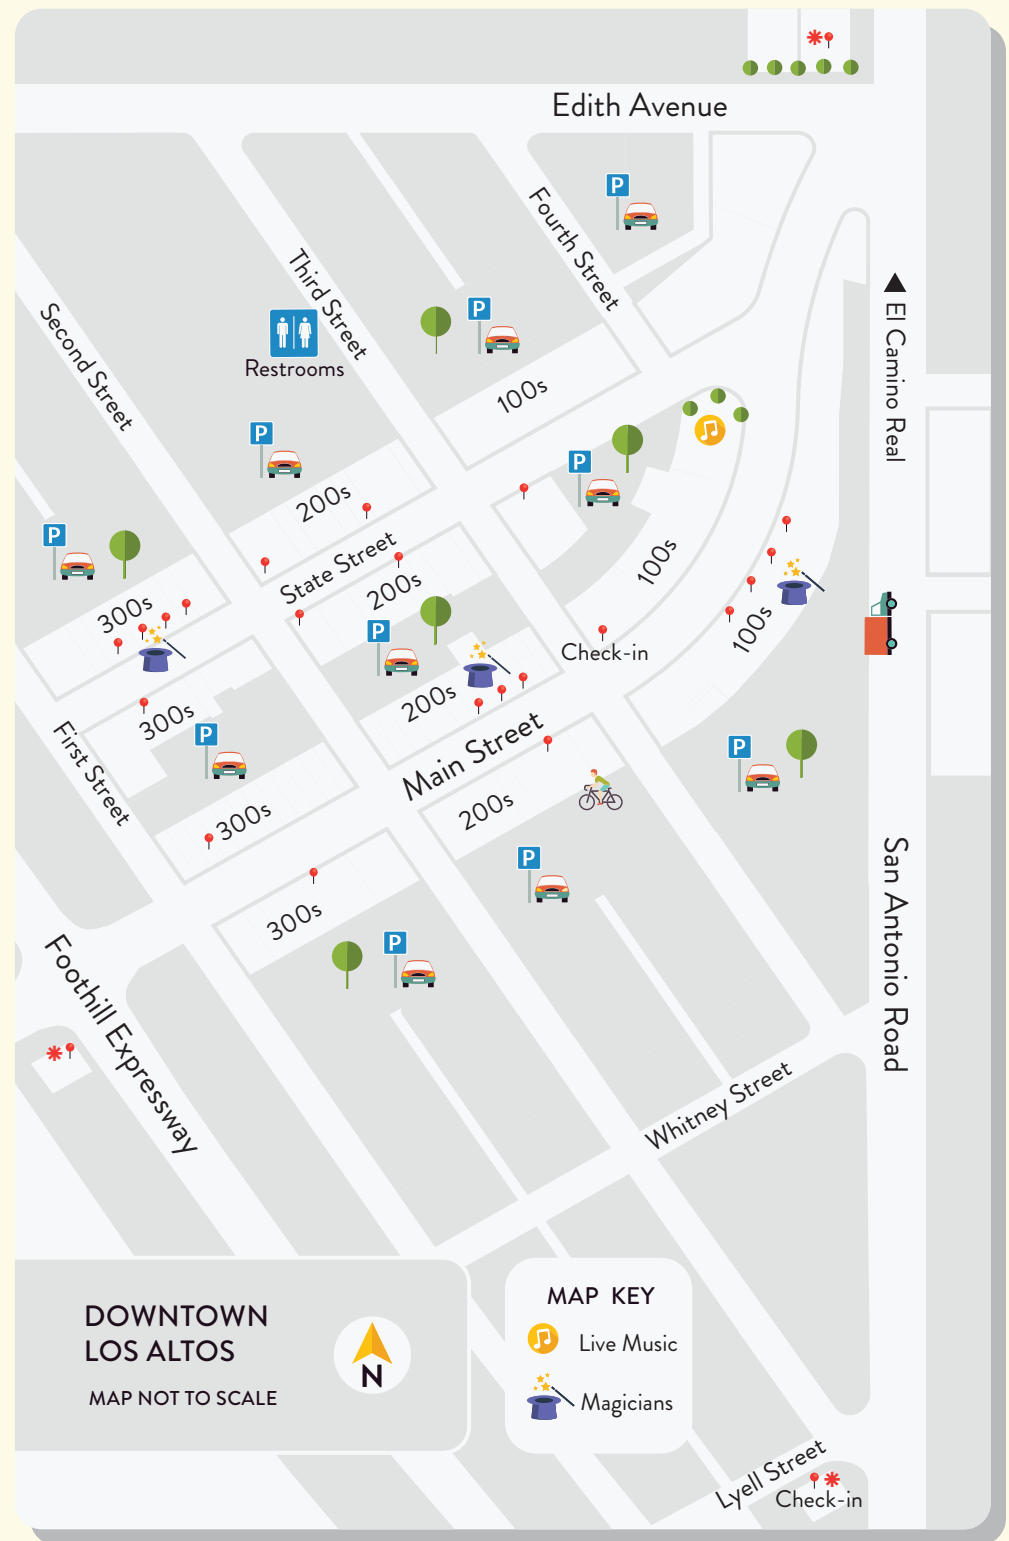 Edith Avenue
P
Fourth Street
Third Street
Second Street
El Camino Real
P
Restrooms
100s
P
200s
P
P
State Street
200s
100s
300s
100s
P
Check-in
200s
300s
First Street
P
Main Street
P
200s
300s
P
San Antonio Road
300s
P
Foothill Expressway
Whitney Street
DOWNTOWN
LOS ALTOS
MAP NOT TO SCALE
N
MAP KEY
Live Music
Magicians
Lyell Street
Check-in